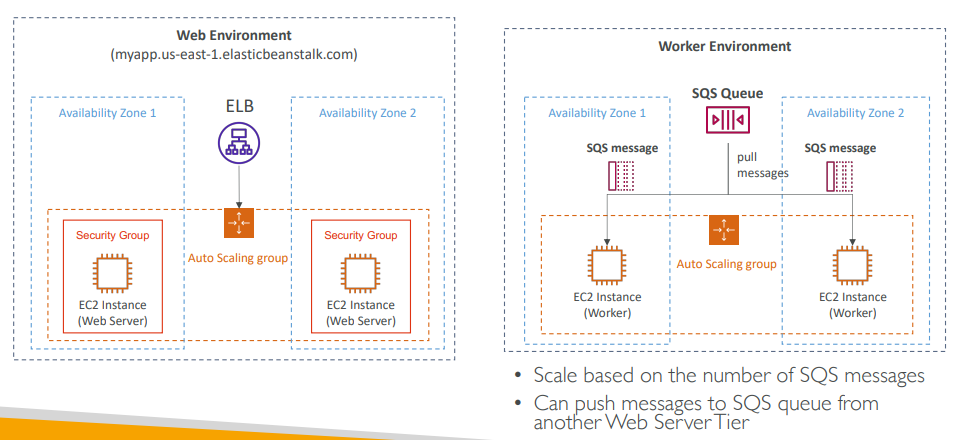 Web Environment
(myapp.us-east-1.elasticbeanstalk.com)
Availability Zone 1
ELB
Availability Zone 2
Security Group
EC2 Instance
(Web Server)
Auto Scaling group
Security Group
EC2 Instance
(Web Server)
Worker Environment
Availability Zone 1
SQS Queue
Availability Zone 2
SQS message
pull
messages
SQS message
Auto Scaling group
EC2 Instance
(Worker)
EC2 Instance
(Worker)
• Scale based on the number of SQS messages
• Can push messages to SQS queue from
another Web Server Tier